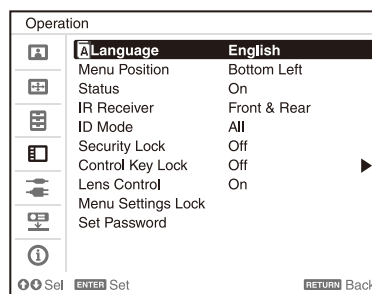 Operation
A Language English
Menu Position Bottom Left
Status On
IR Receiver Front & Rear
ID Mode All
Security Lock Off
Control Key Lock Off
Lens Control On
Menu Settings Lock
Set Password
Sel ENTER Set RETURN Back